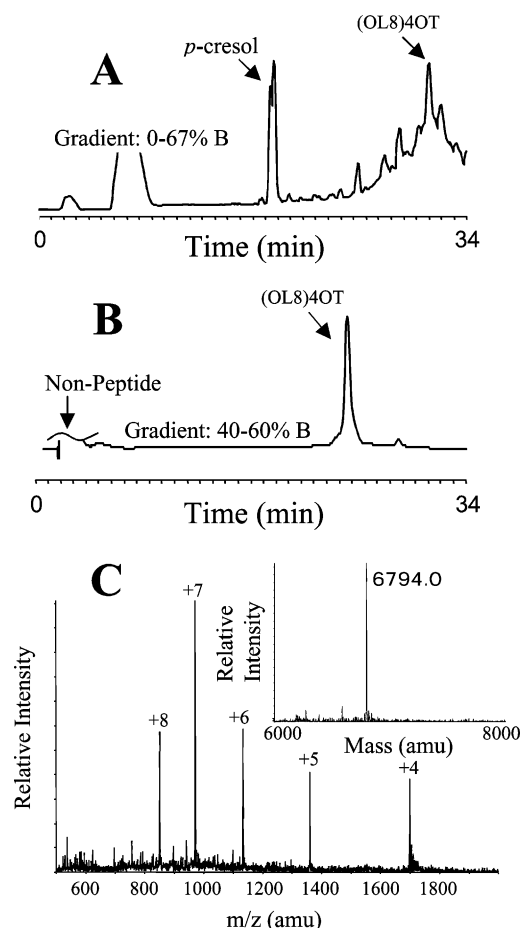 A
p-cresol
(OL8)4OT
Gradient: 0-67% B
0
34
Time (min)
B
(OL8)4OT
Non-Peptide
Gradient: 40-60% B
0
34
Time (min)
C
Relative Intensity
+8
+7
+6
+5
+4
600 800 1000 1200 1400 1600 1800
m/z (amu)
Relative
Intensity
6794.0
6000
8000
Mass (amu)